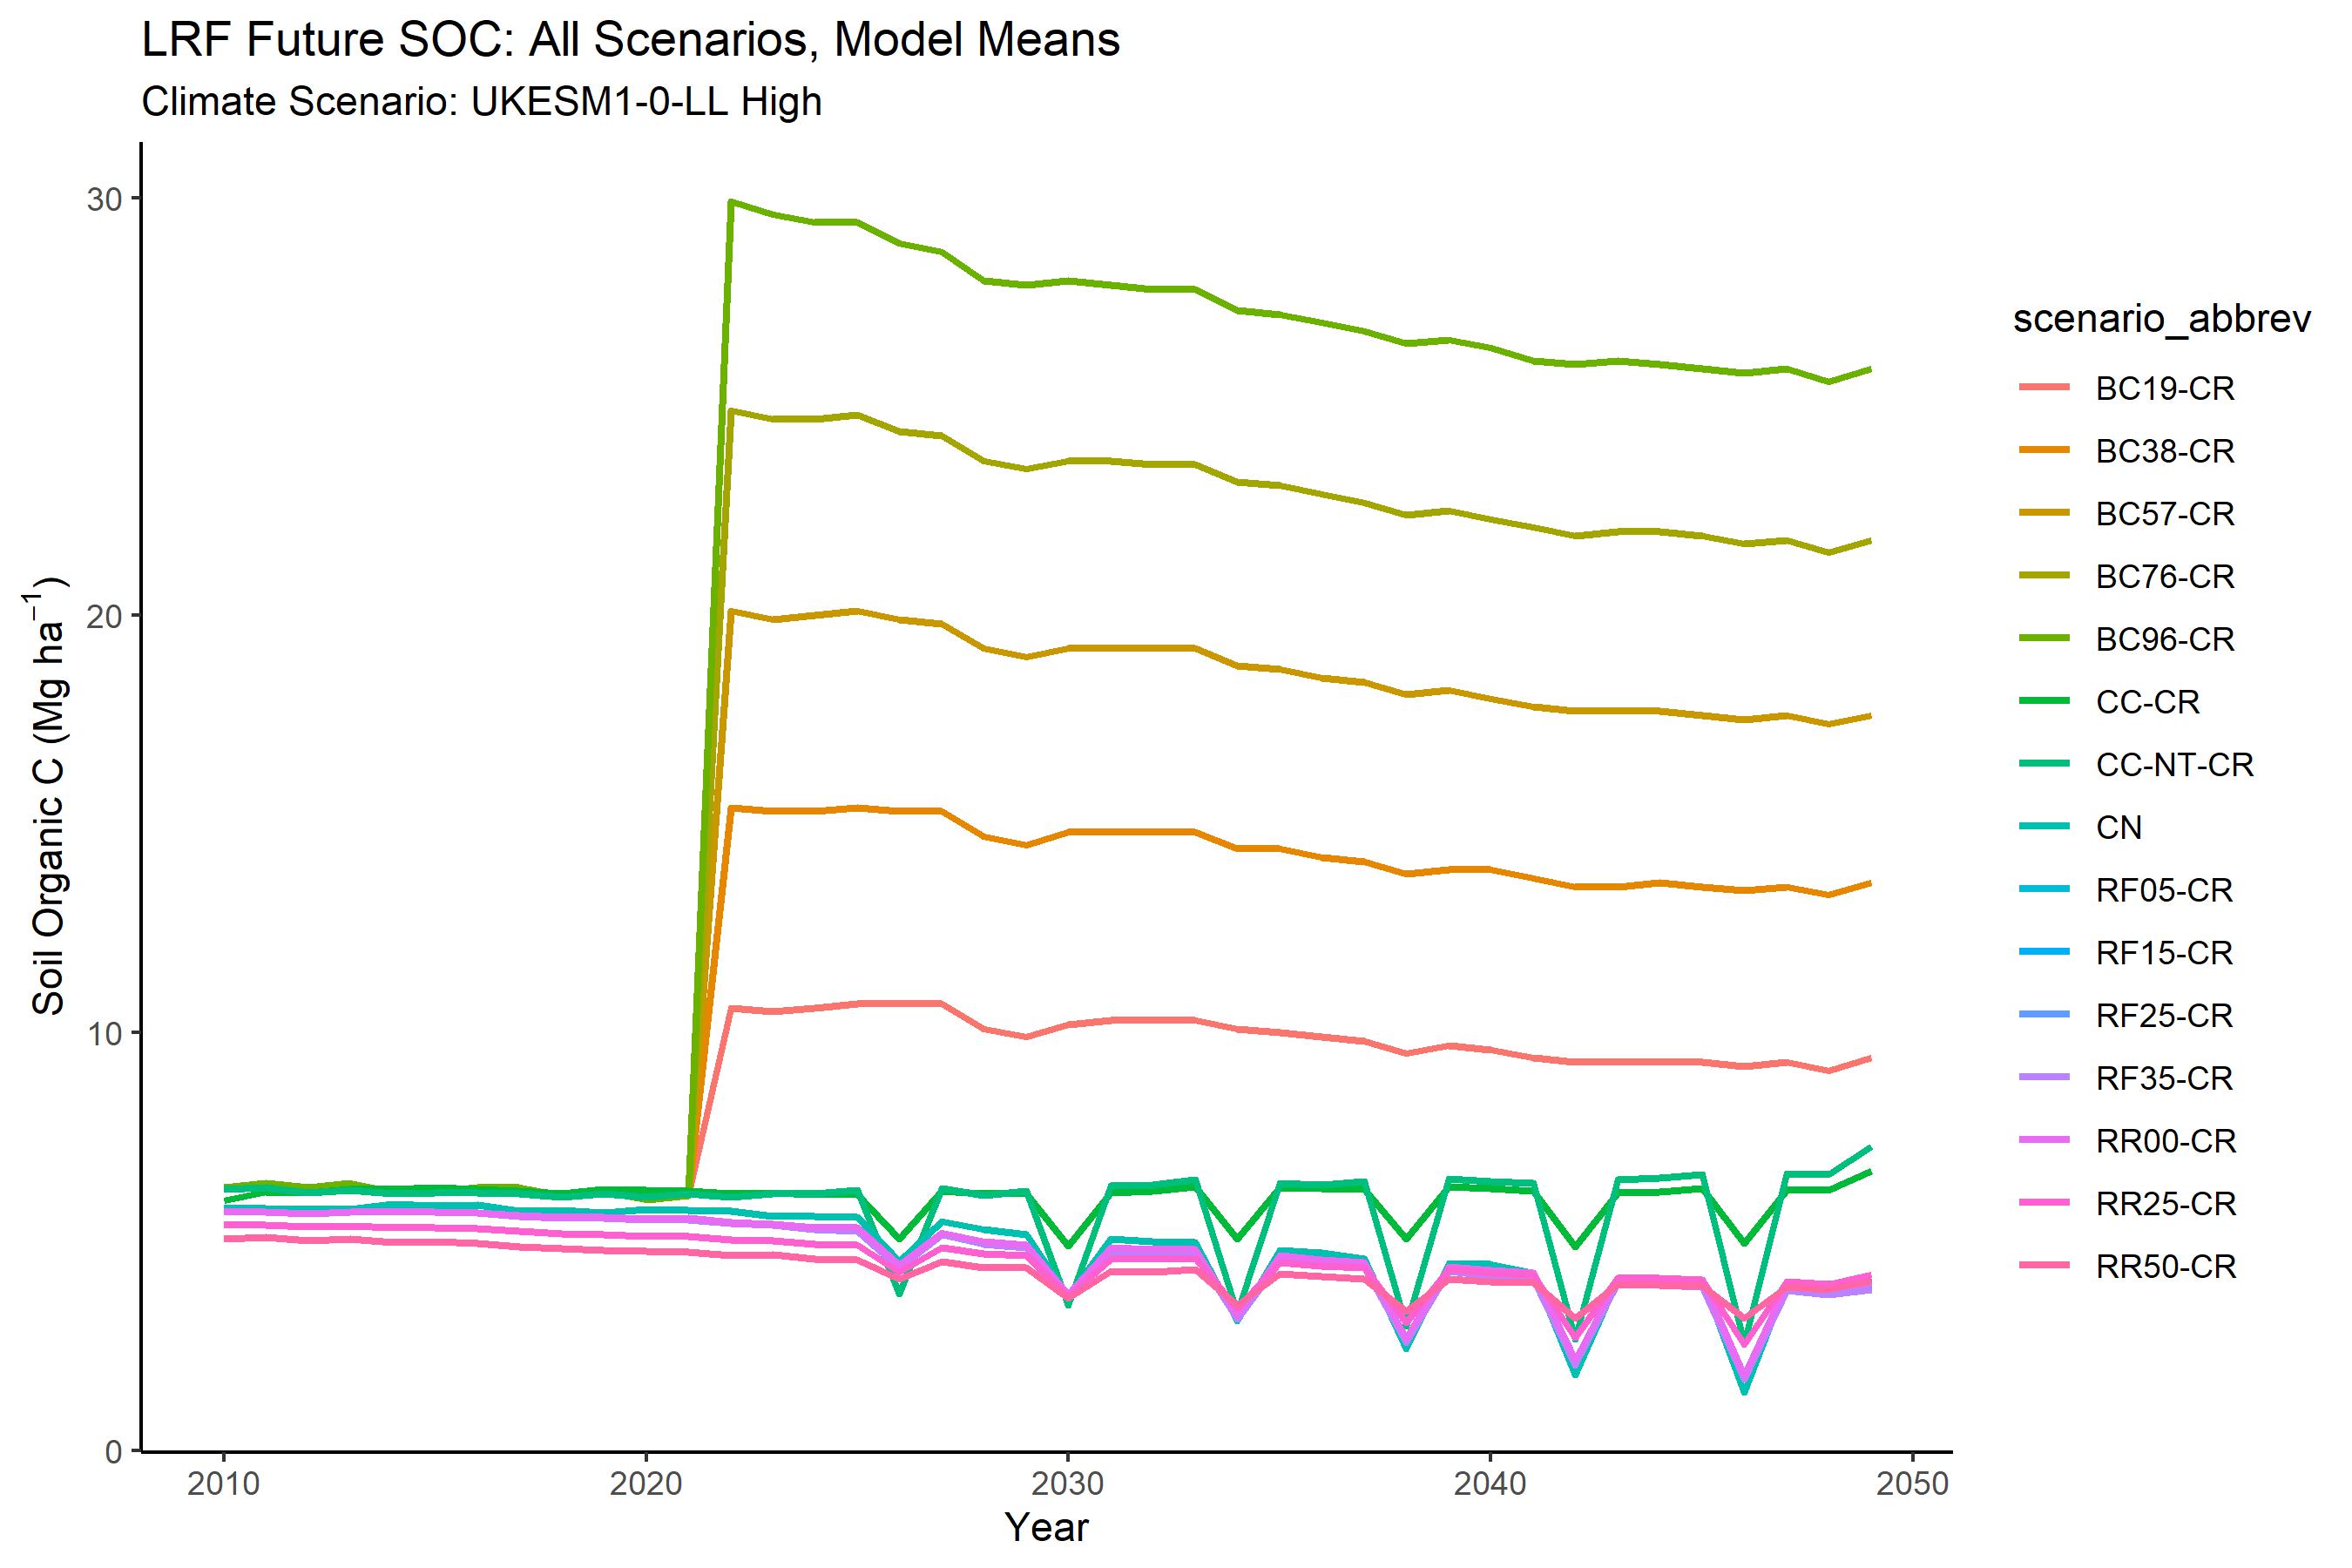 LRF Future SOC: All Scenarios, Model Means
Climate Scenario: UKESM1-0-LL High
Soil Organic C (Mg ha⁻¹)
30
20
10
0
2010
2020
2030
2040
2050
Year
scenario_abbrev
BC19-CR
BC38-CR
BC57-CR
BC76-CR
BC96-CR
CC-CR
CC-NT-CR
CN
RF05-CR
RF15-CR
RF25-CR
RF35-CR
RR00-CR
RR25-CR
RR50-CR